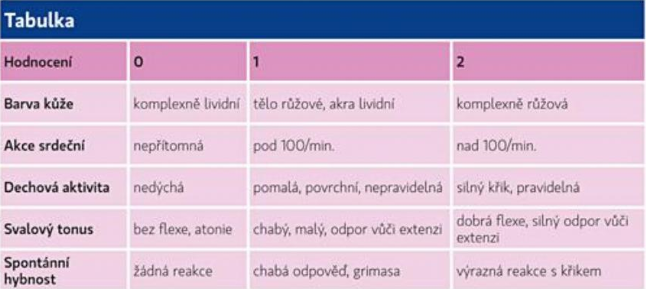 Tabulka
Hodnocení 0 1 2
Barva kůže komplexně lividní tělo růžové, akra lividní komplexně růžová
Akce srdeční nepřítomná pod 100/min. nad 100/min.
Dechová aktivita nedýchá pomalá, povrchní, nepravidelná silný křik, pravidelná
Svalový tonus bez flexe, atonie chabý, malý, odpor vůči extenzi dobrá flexe, silný odpor vůči
extenzi
Spontánní
hybnost žádná reakce chabá odpověď, grimasa výrazná reakce s křikem